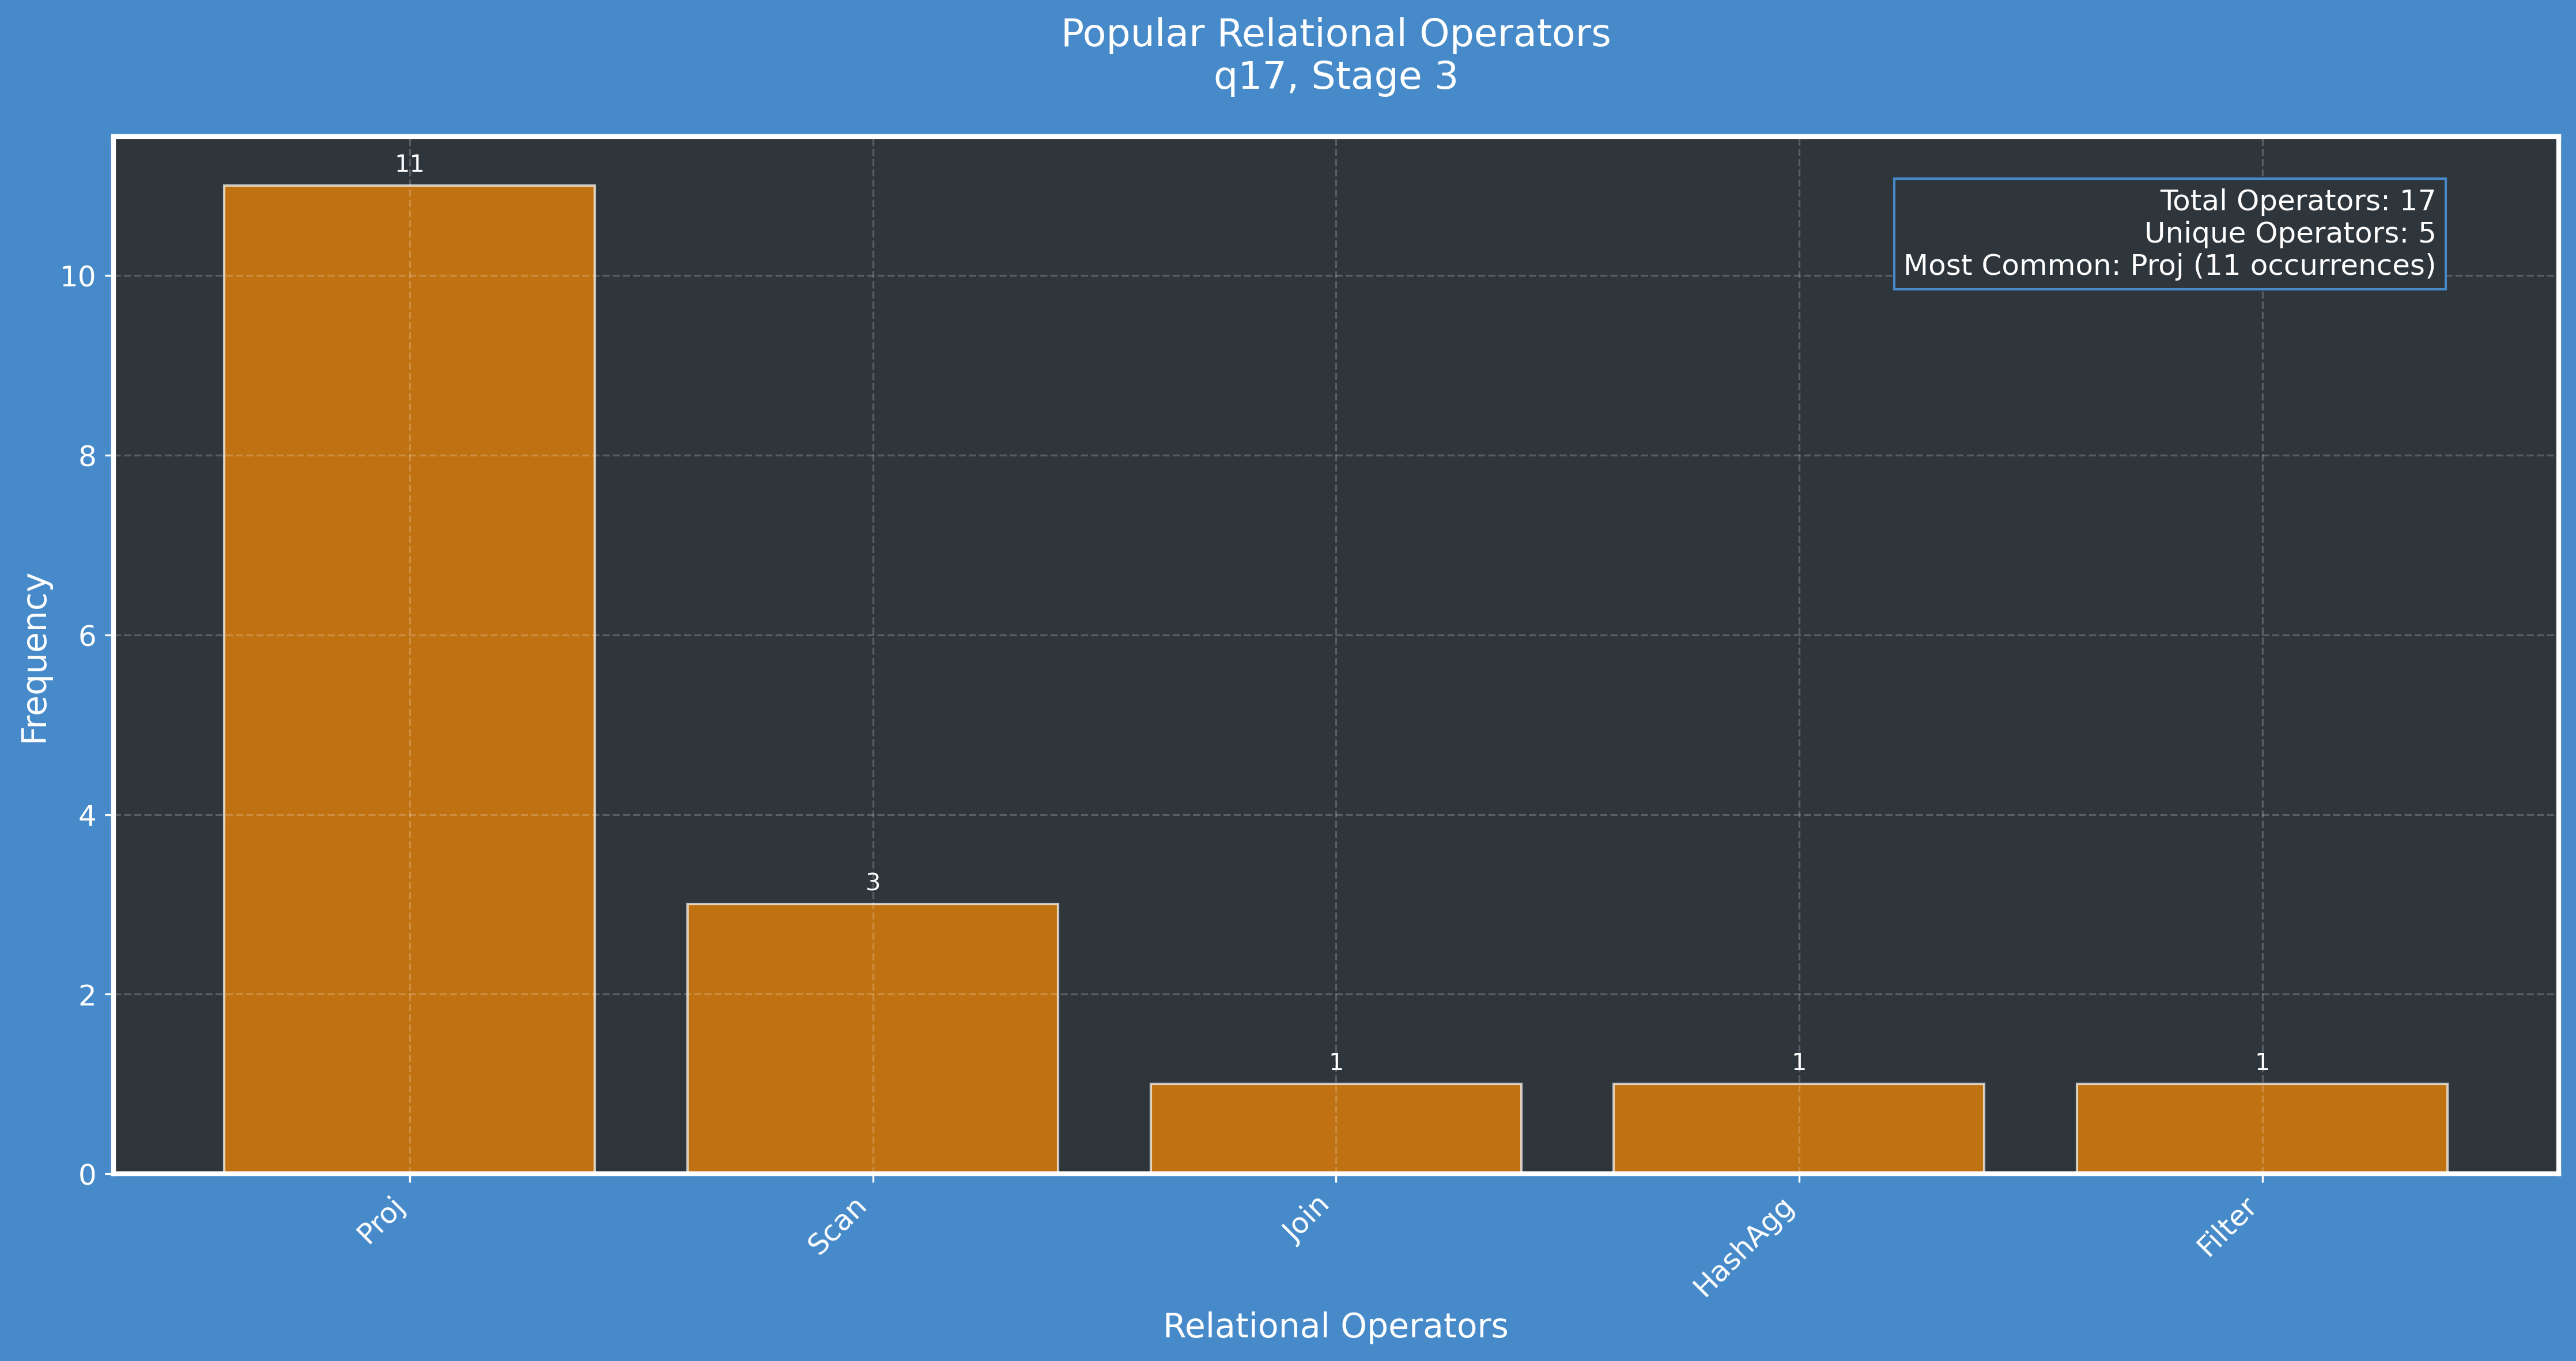 Popular Relational Operators
q17, Stage 3
11
Total Operators: 17
Unique Operators: 5
Most Common: Proj (11 occurrences)
10
8
6
4
2
0
Frequency
3
1
1
1
Proj
Scan
Join
HashAgg
Filter
Relational Operators